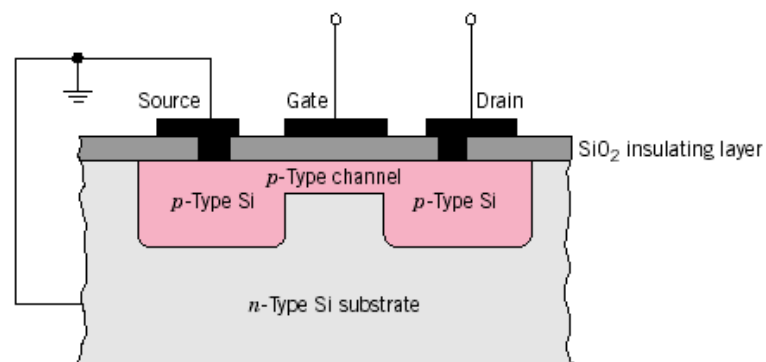 Source
Gate
Drain
SiO₂ insulating layer
p-Type channel
p-Type Si
p-Type Si
n-Type Si substrate